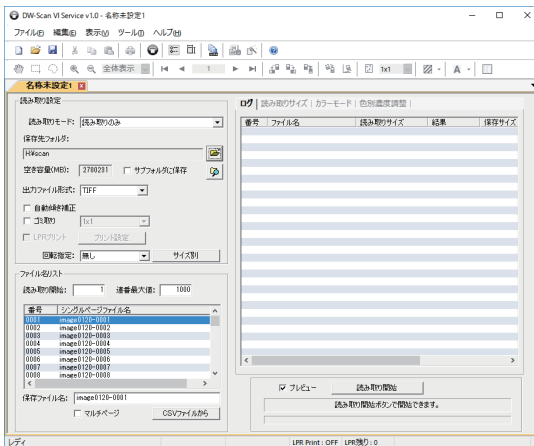 DW-Scan VI Service v1.0 - 名称未設定1
ファイル(F) 編集(E) 表示(V) ツール(T) ヘルプ(H)
全体表示 1 1x1 A
名称未設定1
読み取り設定
読み取りモード: 読み取りのみ
保存先フォルダ:
H:¥scan
空き容量(MB): 2700231 サブフォルダに保存
出力ファイル形式: TIFF
自動傾き補正
ゴミ取り 1x1
LPRプリント プリント設定
回転指定: 無し サイズ別
ファイル名リスト
読み取り開始: 1 連番最大値: 1000
番号 シングルページファイル名
0001 image0120-0001
0002 image0120-0002
0003 image0120-0003
0004 image0120-0004
0005 image0120-0005
0006 image0120-0006
0007 image0120-0007
0008 image0120-0008
保存ファイル名: image0120-0001
マルチページ CSVファイルから
ログ 読み取りサイズ カラーモード 色別濃度調整
番号 ファイル名 読み取りサイズ 結果 保存サイズ
プレビュー 読み取り開始
読み取り開始ボタンで開始できます。
レディ LPR Print : OFF LPR残り : 0